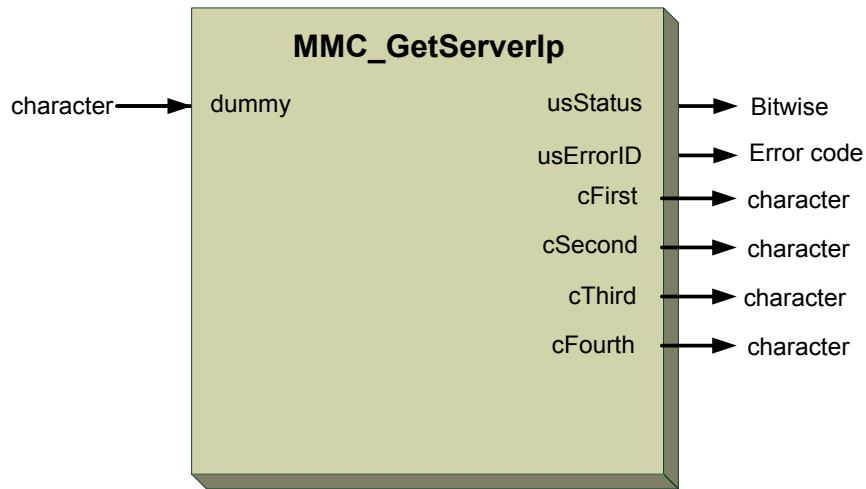 MMC_GetServerIp
character dummy usStatus Bitwise
usErrorID Error code
cFirst character
cSecond character
cThird character
cFourth character